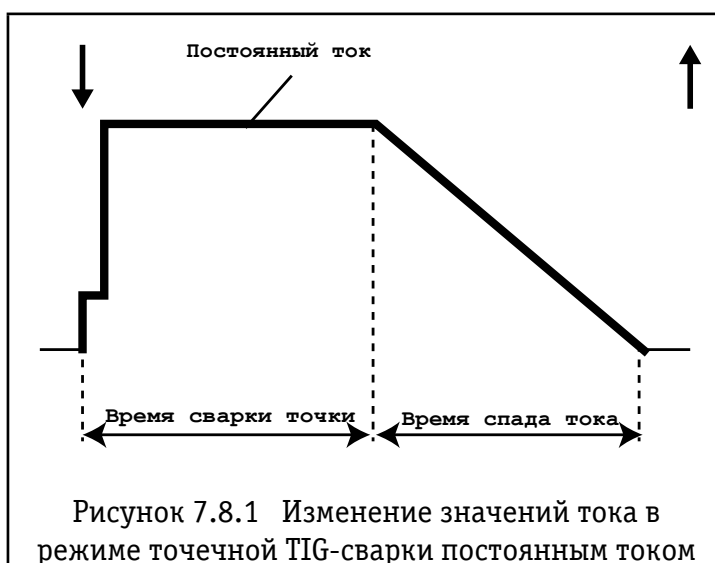 Постоянный ток
Время сварки точки
Время спада тока
Рисунок 7.8.1 Изменение значений тока в
режиме точечной TIG-сварки постоянным током